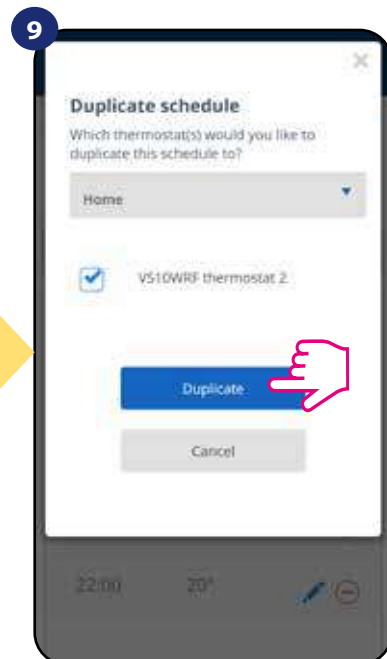 9
Duplicate schedule
Which thermostat(s) would you like to
duplicate this schedule to?
Home
VS10WRF thermostat 2
Duplicate
Cancel
22:00 20°